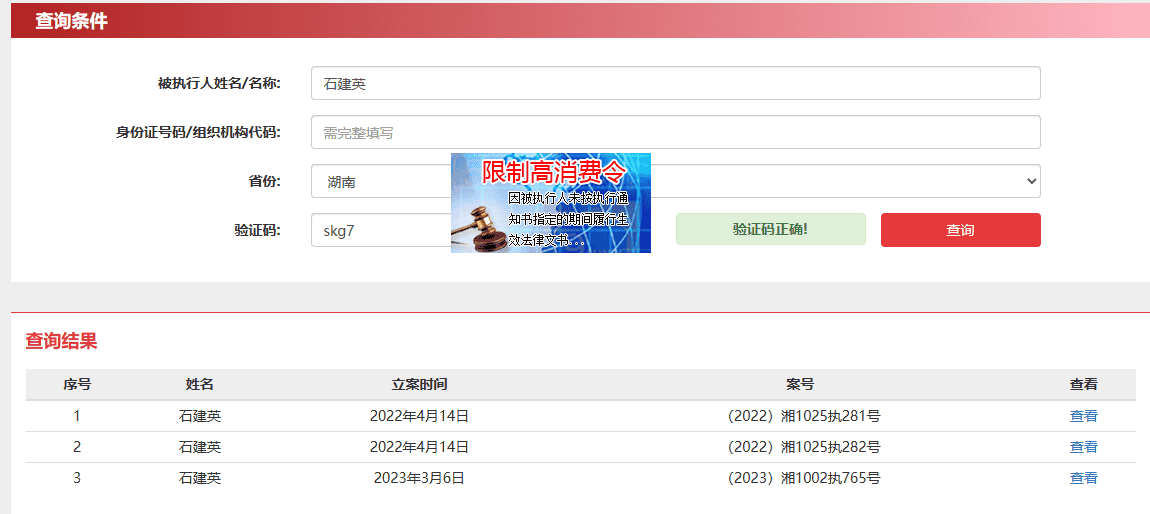 查询条件
被执行人姓名/名称: 石建英
身份证号码/组织机构代码: 需完整填写
省份: 湖南
验证码: skg7 验证码正确! 查询
限制高消费令
因被执行人未按执行通
知书指定的期间履行生
效法律文书...
查询结果
序号 姓名 立案时间 案号 查看
1 石建英 2022年4月14日 （2022）湘1025执281号 查看
2 石建英 2022年4月14日 （2022）湘1025执282号 查看
3 石建英 2023年3月6日 （2023）湘1002执765号 查看